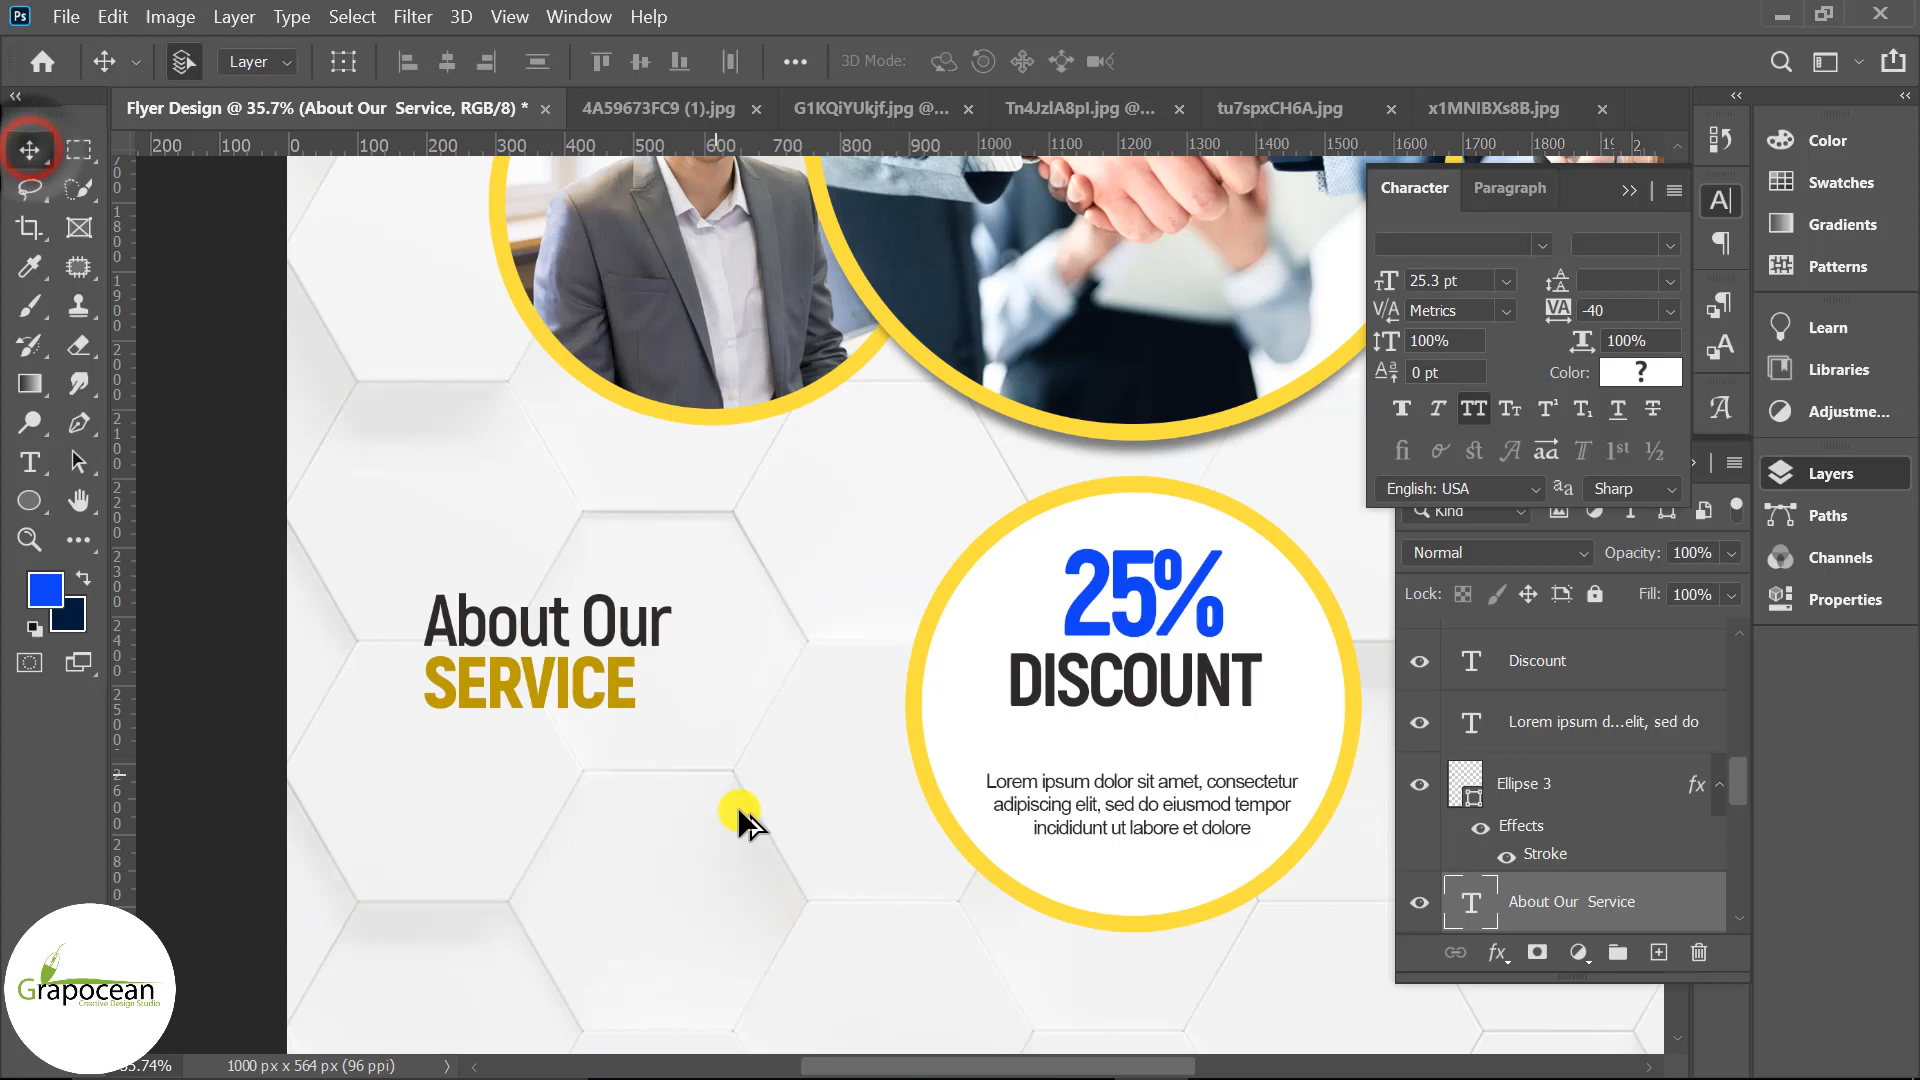 Ps File Edit Image Layer Type Select Filter 3D View Window Help
Layer
3D Mode:
Flyer Design @ 35.7% (About Our Service, RGB/8) *
4A59673FC9 (1).jpg
G1KQiYUkjf.jpg @...
Tn4JzlA8pI.jpg @...
tu7spxCH6A.jpg
x1MNIBXs8B.jpg
200 100 0 100 200 300 400 500 600 700 800 900 1000 1100 1200 1300 1400 1500 1600 1700 1800
Character Paragraph
25.3 pt
Metrics -40
100% 100%
0 pt Color: ?
English: USA Sharp
Kind
Normal Opacity: 100%
Lock: Fill: 100%
Discount
Lorem ipsum d...elit, sed do
Ellipse 3 fx
Effects
Stroke
About Our Service
Color
Swatches
Gradients
Patterns
Learn
Libraries
Adjustme...
Layers
Paths
Channels
Properties
About Our
SERVICE
25%
DISCOUNT
Lorem ipsum dolor sit amet, consectetur
adipiscing elit, sed do eiusmod tempor
incididunt ut labore et dolore
Grapocean
Creative Design Studio
1000 px x 564 px (96 ppi)